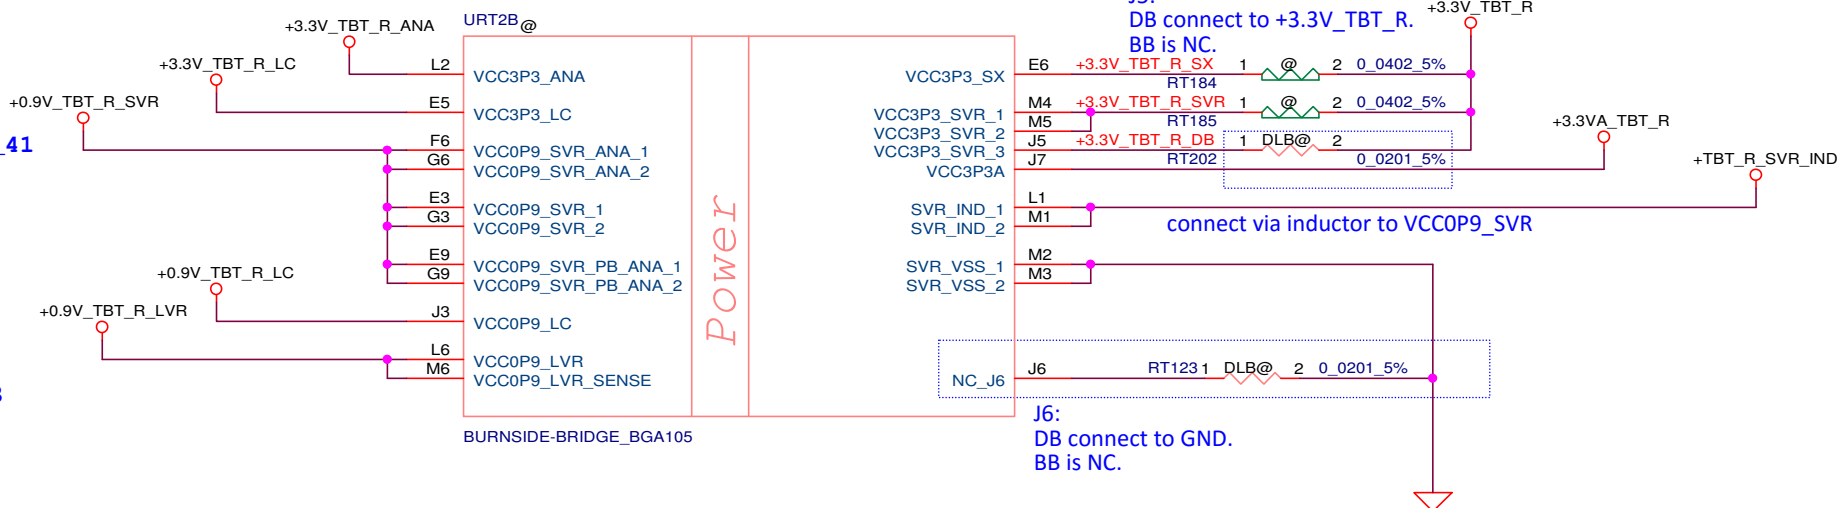 URT2B @
+3.3V_TBT_R_ANA
+3.3V_TBT_R_LC
+0.9V_TBT_R_SVR
_41
L2 VCC3P3_ANA
E5 VCC3P3_LC
F6 VCC0P9_SVR_ANA_1
G6 VCC0P9_SVR_ANA_2
E3 VCC0P9_SVR_1
G3 VCC0P9_SVR_2
E9 VCC0P9_SVR_PB_ANA_1
G9 VCC0P9_SVR_PB_ANA_2
+0.9V_TBT_R_LC
J3 VCC0P9_LC
+0.9V_TBT_R_LVR
L6 VCC0P9_LVR
M6 VCC0P9_LVR_SENSE
Power
BURNSIDE-BRIDGE_BGA105
DB connect to +3.3V_TBT_R.
BB is NC.
+3.3V_TBT_R
VCC3P3_SX E6 +3.3V_TBT_R_SX 1 @ 2 0_0402_5%
RT184
VCC3P3_SVR_1 M4 +3.3V_TBT_R_SVR 1 @ 2 0_0402_5%
VCC3P3_SVR_2 M5 RT185
VCC3P3_SVR_3 J5 +3.3V_TBT_R_DB 1 DLB@ 2
VCC3P3A J7 RT202 0_0201_5%
+3.3VA_TBT_R
+TBT_R_SVR_IND
SVR_IND_1 L1
SVR_IND_2 M1
connect via inductor to VCC0P9_SVR
SVR_VSS_1 M2
SVR_VSS_2 M3
NC_J6 J6 RT123 1 DLB@ 2 0_0201_5%
J6:
DB connect to GND.
BB is NC.